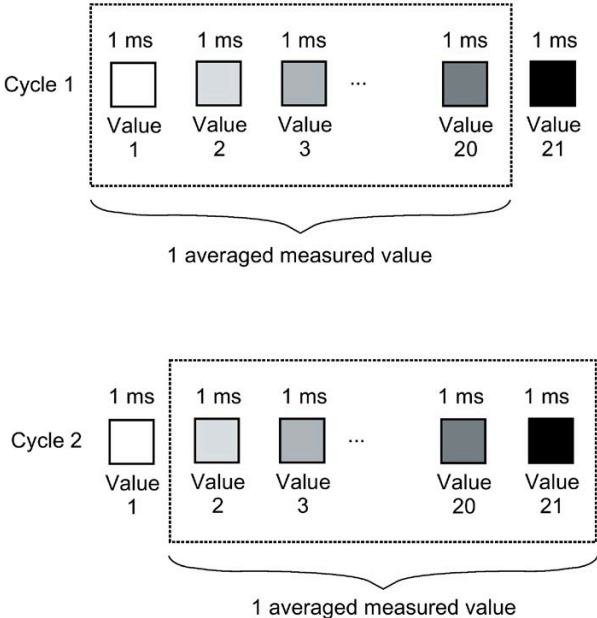 1 ms 1 ms 1 ms 1 ms 1 ms
Cycle 1
...
Value Value Value Value Value
1 2 3 20 21
1 averaged measured value
1 ms 1 ms 1 ms 1 ms 1 ms
Cycle 2
...
Value Value Value Value Value
1 2 3 20 21
1 averaged measured value